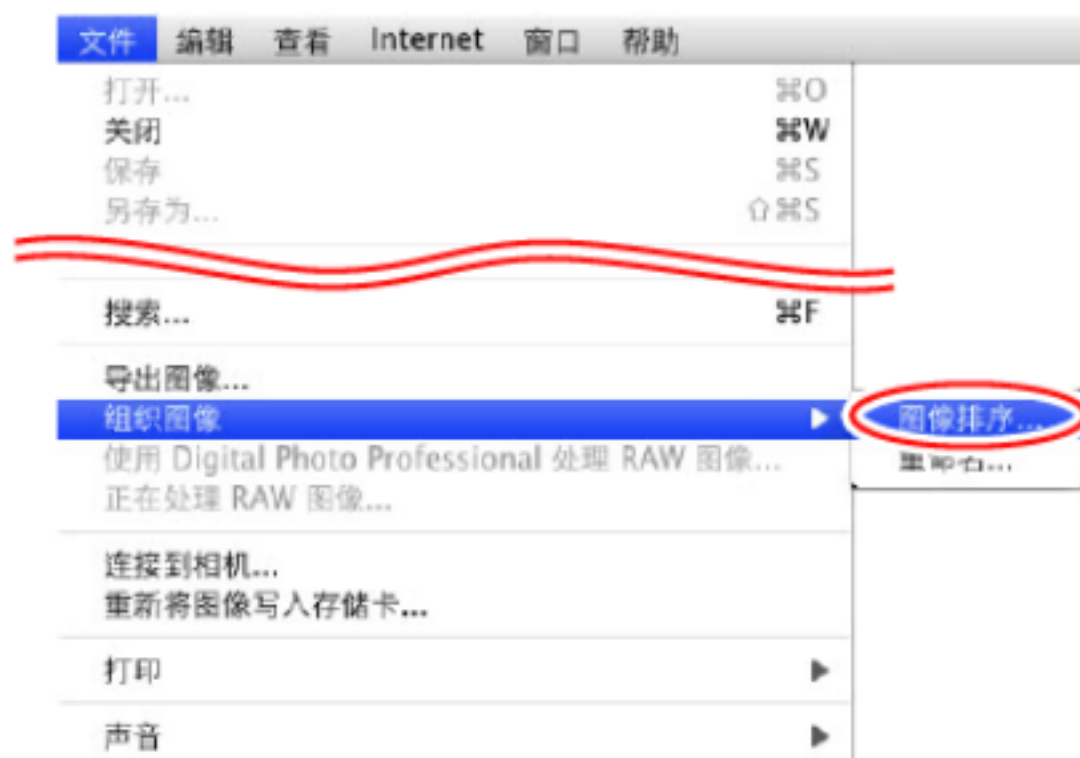 文件 编辑 查看 Internet 窗口 帮助
打开... ⌘O
关闭 ⌘W
保存 ⌘S
另存为... ⇧⌘S
搜索... ⌘F
导出图像...
组织图像 ▶ 图像排序...
使用 Digital Photo Professional 处理 RAW 图像... 重命名...
正在处理 RAW 图像...
连接到相机...
重新将图像写入存储卡...
打印 ▶
声音 ▶